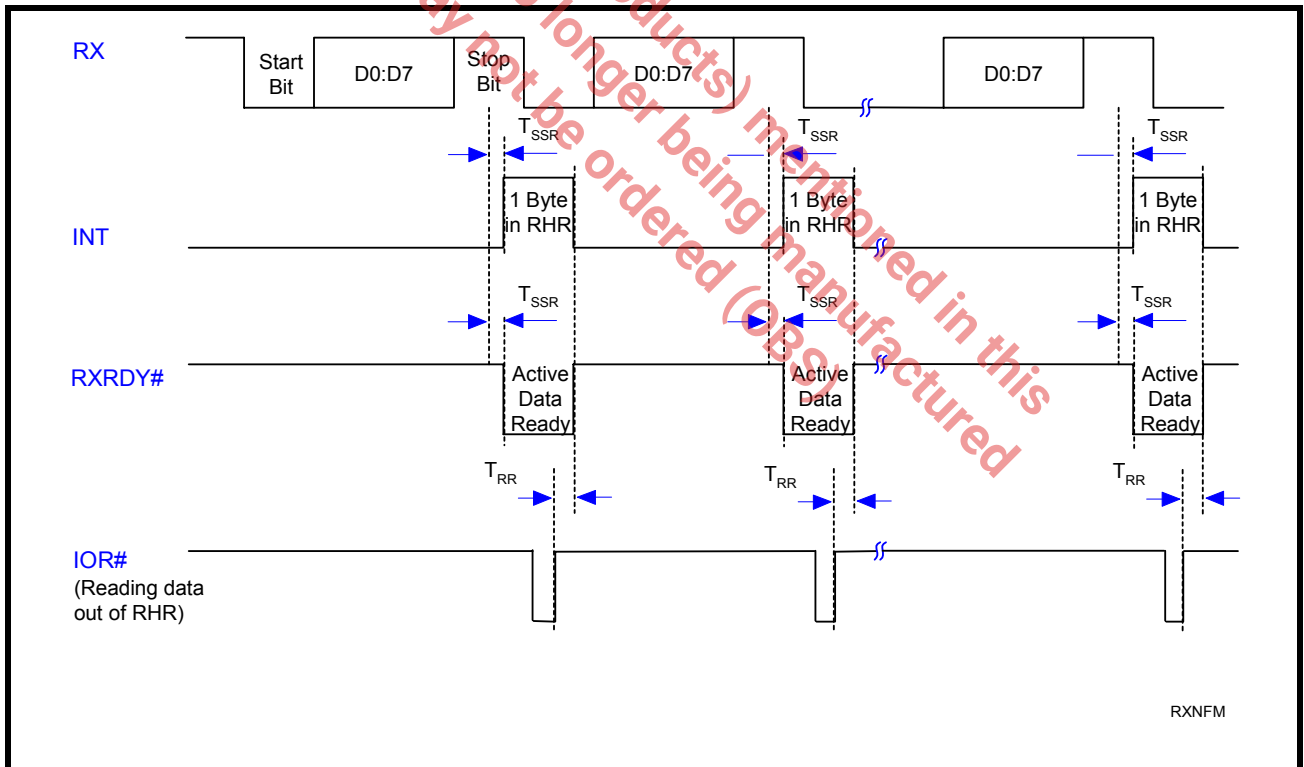 RX
Start
Bit
D0:D7
Stop
Bit
D0:D7
D0:D7
TSSR
TSSR
TSSR
INT
1 Byte
in RHR
1 Byte
in RHR
1 Byte
in RHR
TSSR
TSSR
TSSR
RXRDY#
Active
Data
Ready
Active
Data
Ready
Active
Data
Ready
TRR
TRR
TRR
IOR#
(Reading data
out of RHR)
RXNFM
mentioned in this
longer being manufactured
not be ordered (OBS)